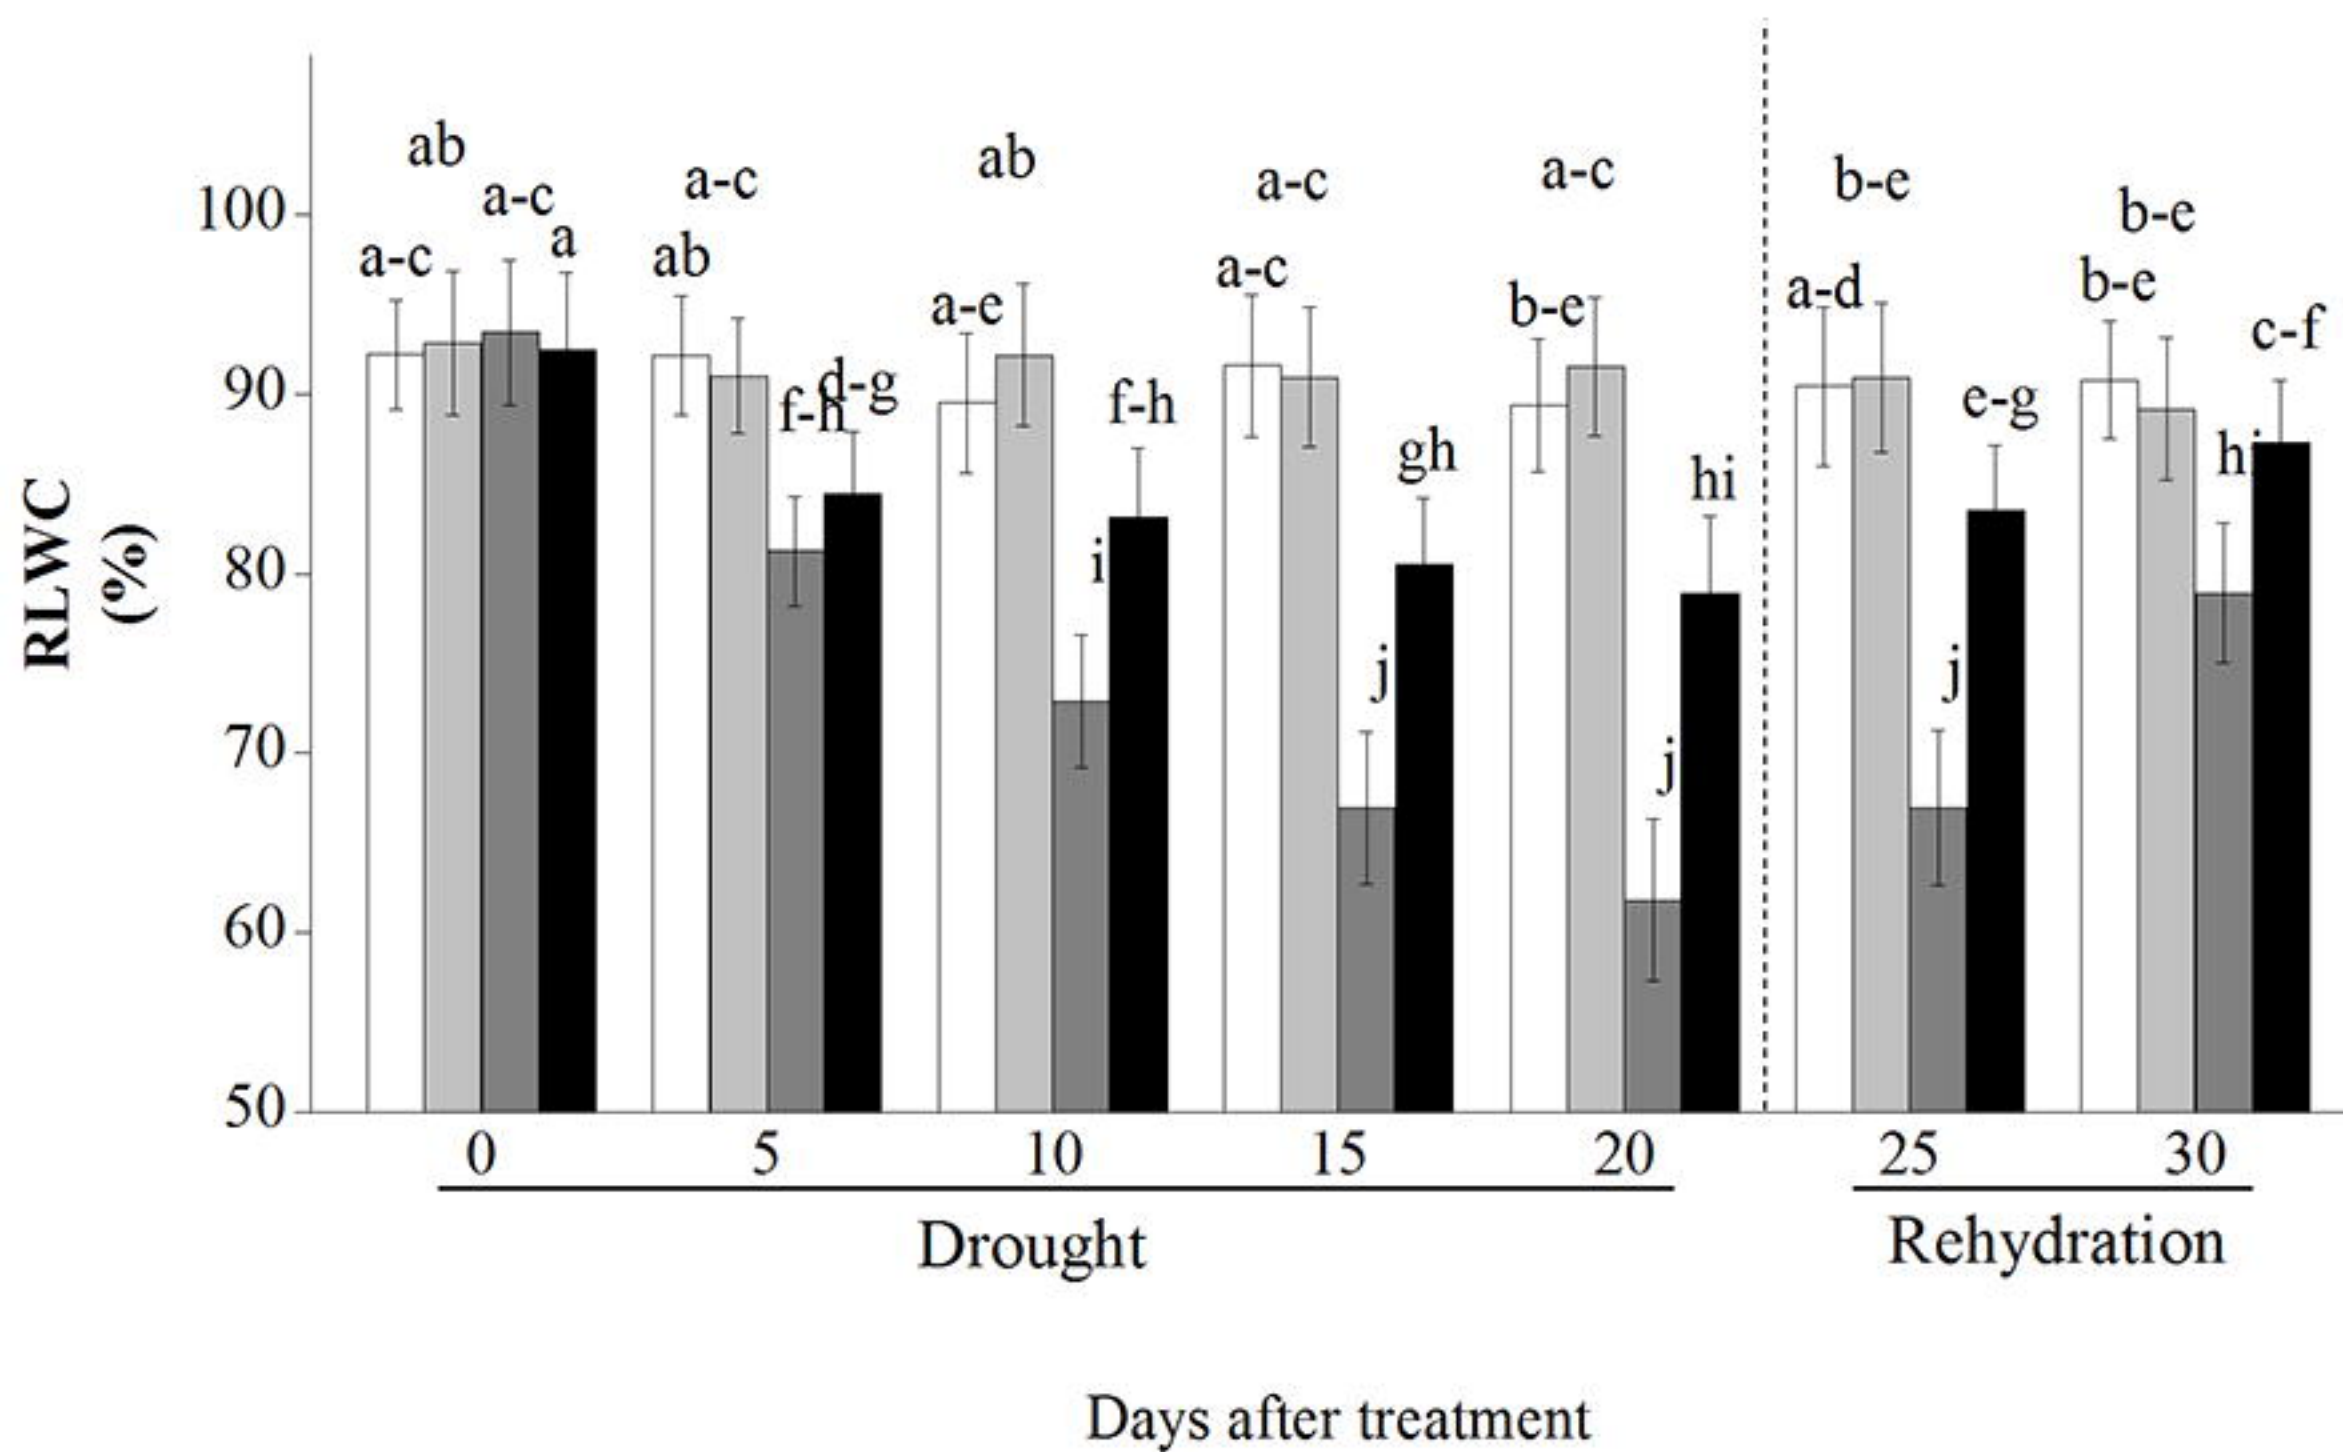 RLWC
(%)
100
90
80
70
60
50
a-c
ab
a-c
a
ab
a-c
f-h
d-g
a-e
ab
i
f-h
a-c
a-c
j
gh
b-e
a-c
j
hi
a-d
b-e
j
e-g
b-e
b-e
hi
c-f
0 5 10 15 20 25 30
Drought Rehydration
Days after treatment